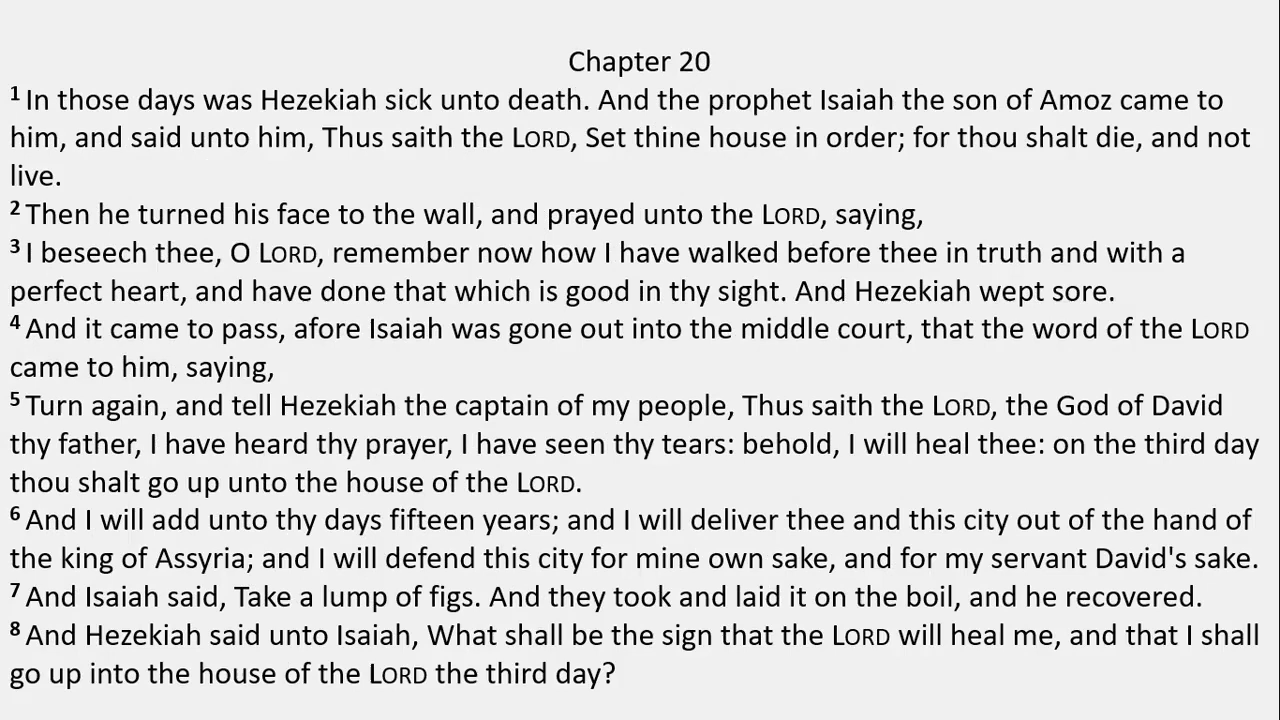 Chapter 20
1 In those days was Hezekiah sick unto death. And the prophet Isaiah the son of Amoz came to
him, and said unto him, Thus saith the LORD, Set thine house in order; for thou shalt die, and not
live.
2 Then he turned his face to the wall, and prayed unto the LORD, saying,
3 I beseech thee, O LORD, remember now how I have walked before thee in truth and with a
perfect heart, and have done that which is good in thy sight. And Hezekiah wept sore.
4 And it came to pass, afore Isaiah was gone out into the middle court, that the word of the LORD
came to him, saying,
5 Turn again, and tell Hezekiah the captain of my people, Thus saith the LORD, the God of David
thy father, I have heard thy prayer, I have seen thy tears: behold, I will heal thee: on the third day
thou shalt go up unto the house of the LORD.
6 And I will add unto thy days fifteen years; and I will deliver thee and this city out of the hand of
the king of Assyria; and I will defend this city for mine own sake, and for my servant David's sake.
7 And Isaiah said, Take a lump of figs. And they took and laid it on the boil, and he recovered.
8 And Hezekiah said unto Isaiah, What shall be the sign that the LORD will heal me, and that I shall
go up into the house of the LORD the third day?